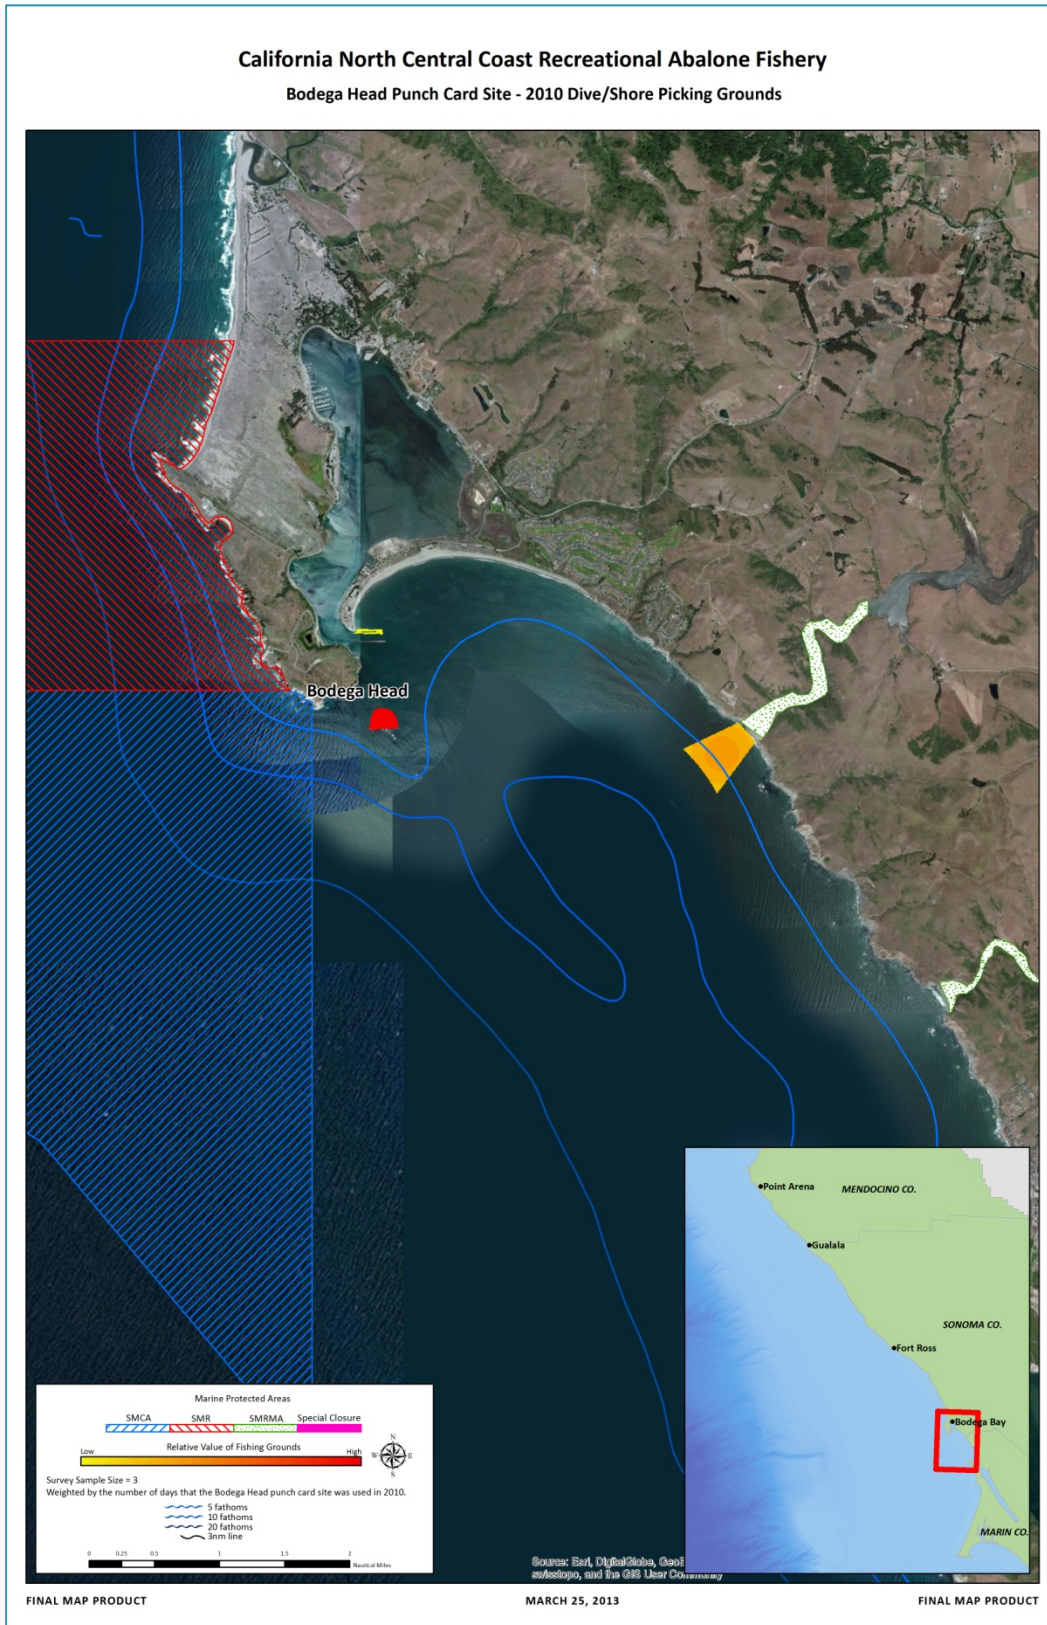 California North Central Coast Recreational Abalone Fishery
Bodega Head Punch Card Site - 2010 Dive/Shore Picking Grounds
Bodega Head
Point Arena
MENDOCINO CO.
Gualala
SONOMA CO.
Fort Ross
Bodega Bay
MARIN CO.
Marine Protected Areas
SMCA SMR SMRMA Special Closure
Relative Value of Fishing Grounds
Low High
N
W E
S
Survey Sample Size = 3
Weighted by the number of days that the Bodega Head punch card site was used in 2010.
5 fathoms
10 fathoms
20 fathoms
3nm line
0 0.25 0.5 1 1.5 2
Nautical Miles
Source: Esri, DigitalGlobe,
swisstopo, and the GIS User Community
FINAL MAP PRODUCT MARCH 25, 2013 FINAL MAP PRODUCT